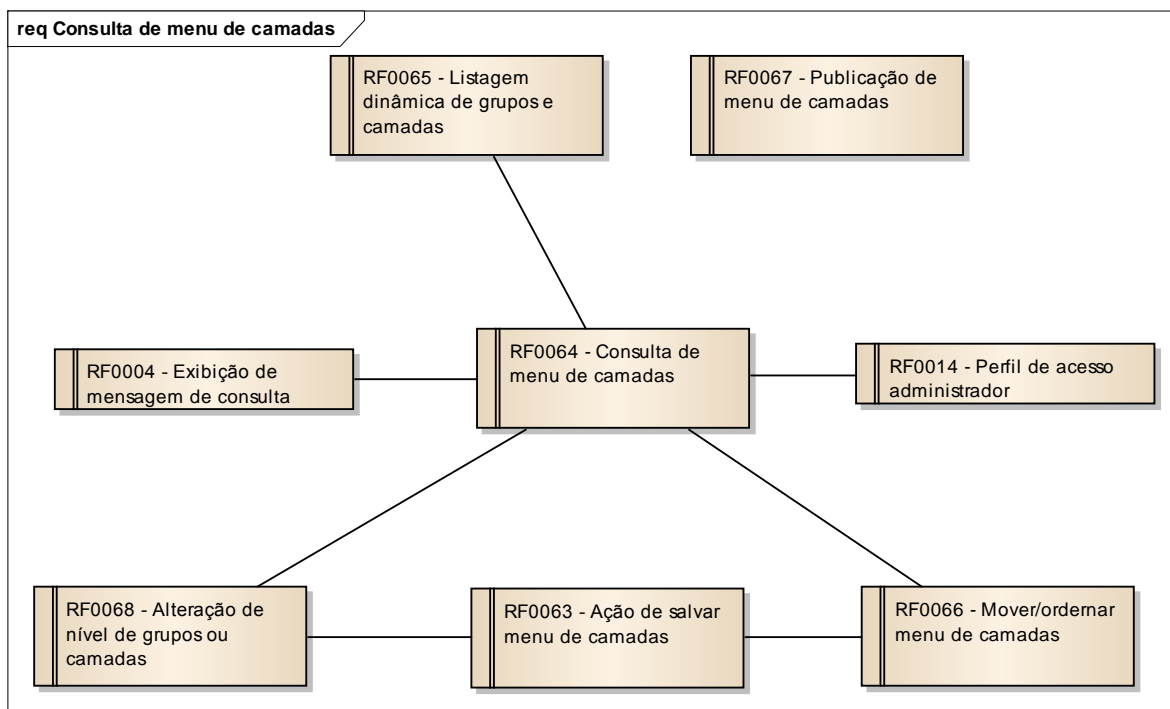 req Consulta de menu de camadas
RF0065 - Listagem
dinâmica de grupos e
camadas
RF0067 - Publicação de
menu de camadas
RF0064 - Consulta de
menu de camadas
RF0004 - Exibição de
mensagem de consulta
RF0014 - Perfil de acesso
administrador
RF0068 - Alteração de
nível de grupos ou
camadas
RF0063 - Ação de salvar
menu de camadas
RF0066 - Mover/ordernar
menu de camadas